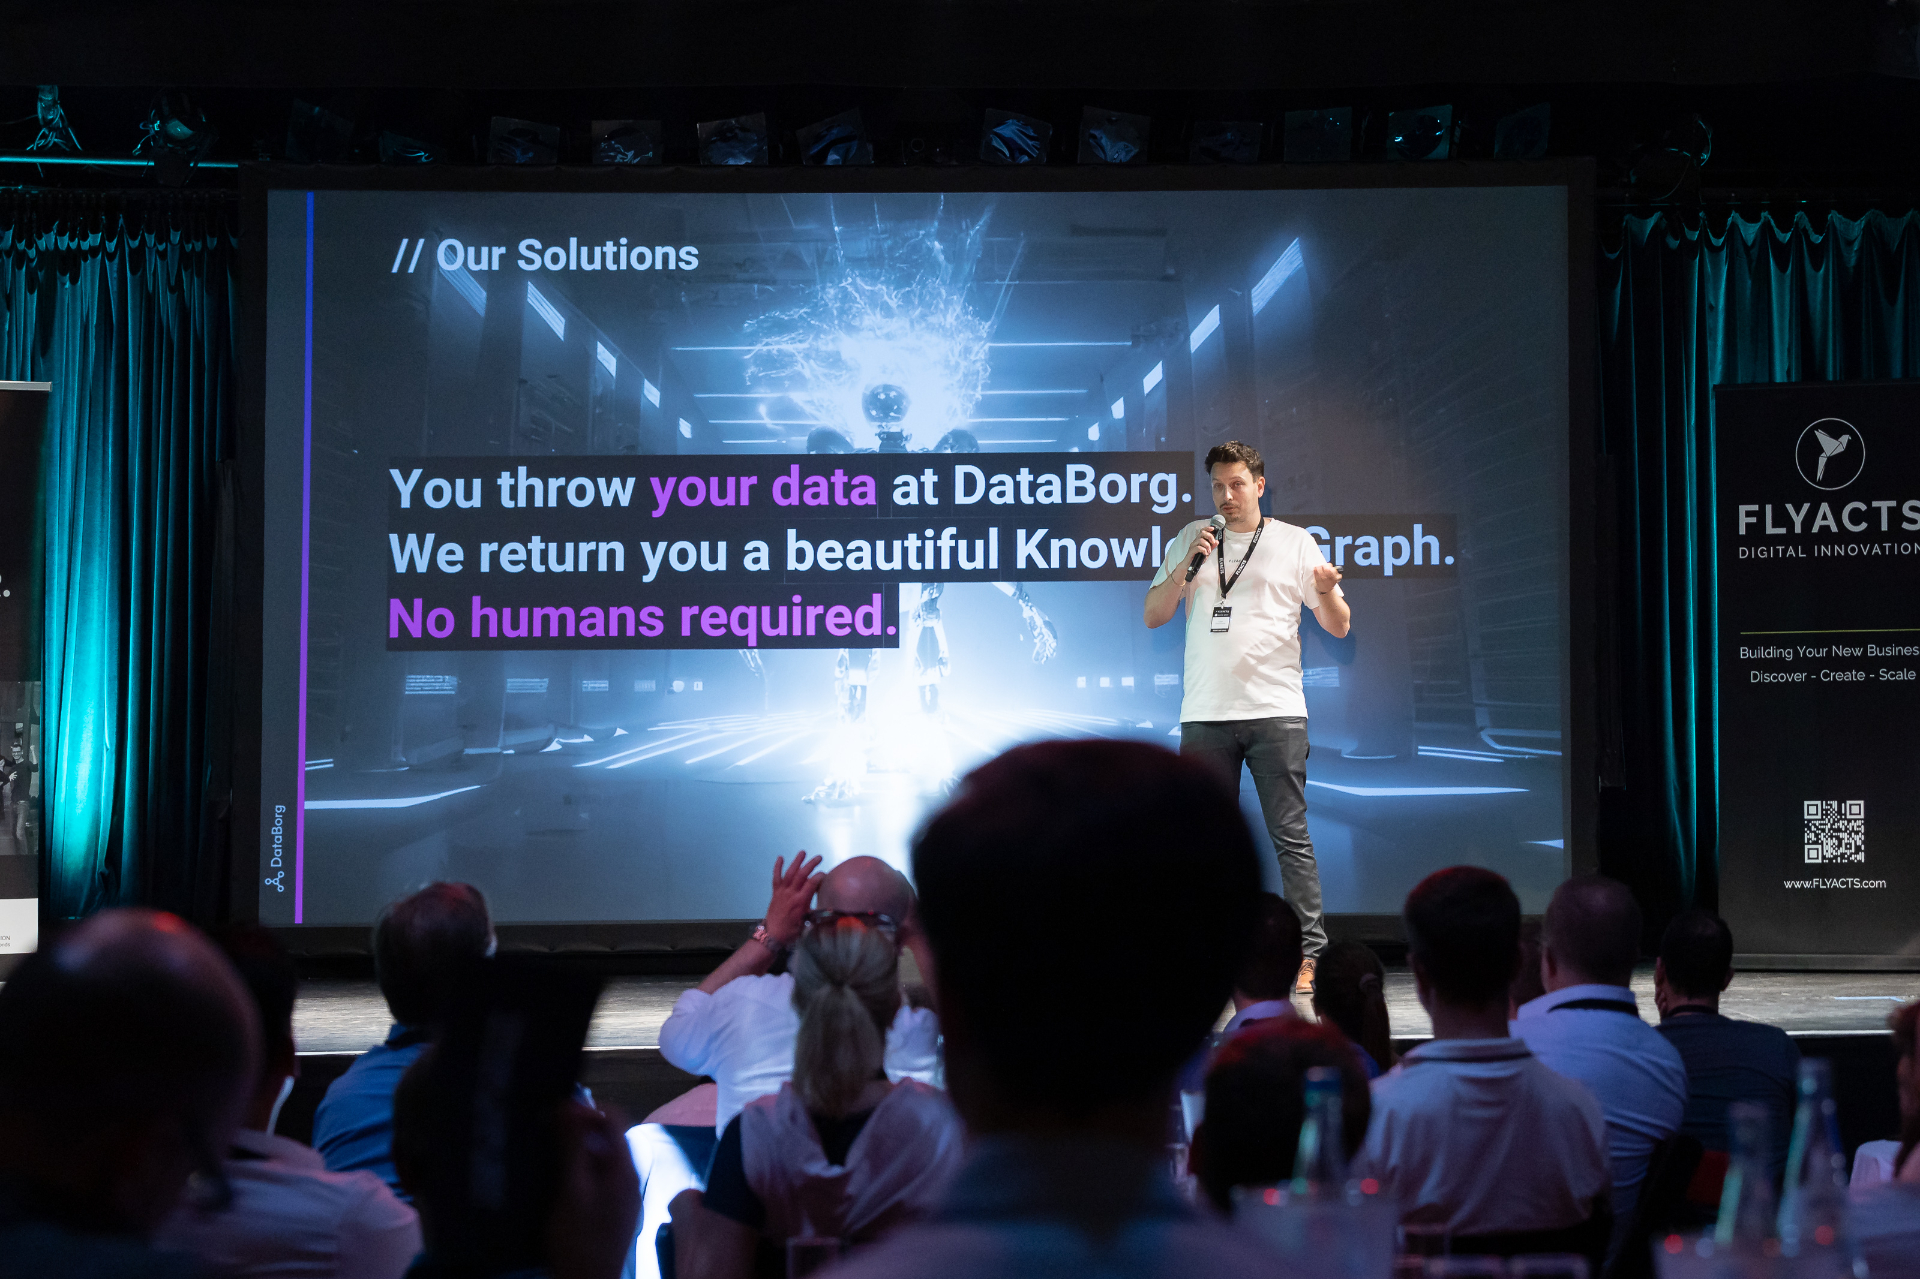 // Our Solutions
You throw your data at DataBorg.
We return you a beautiful Knowl Graph.
No humans required.
DataBorg
FLYACTS
DIGITAL INNOVATION
Building Your New Busines
Discover - Create - Scale
www.FLYACTS.com